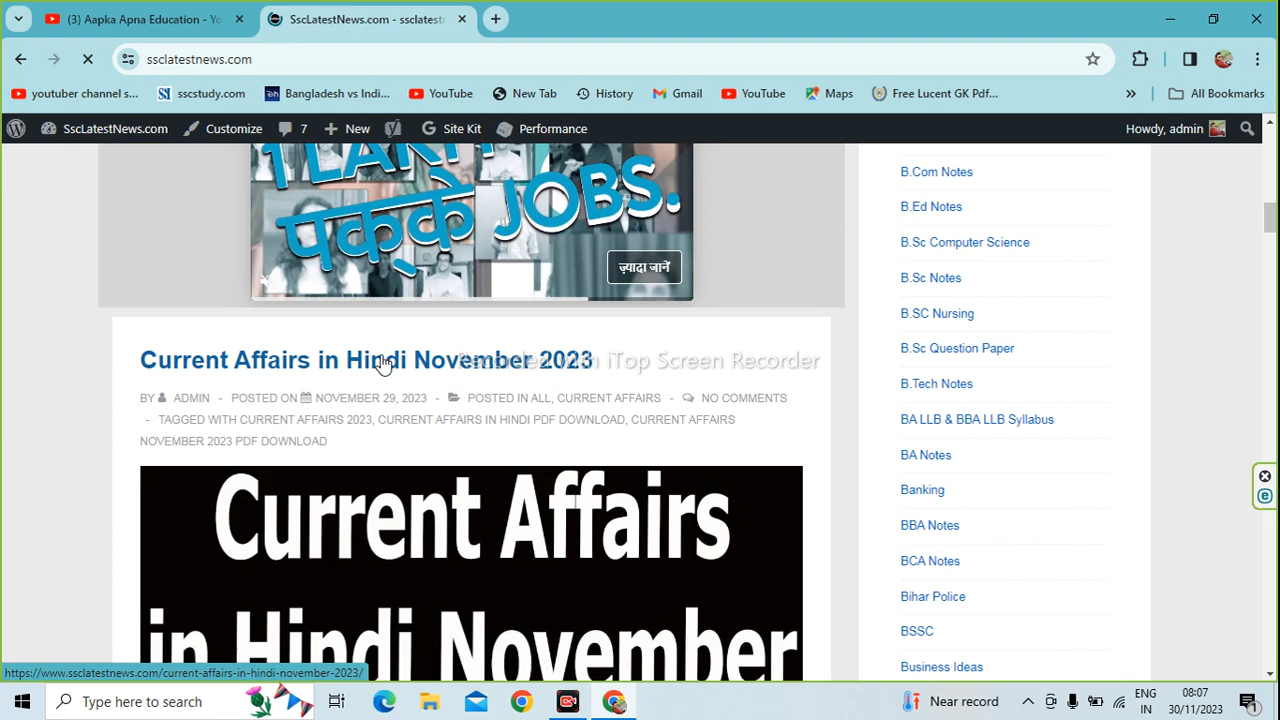 (3) Aapka Apna Education - Yo
SscLatestNews.com - ssclatestn
ssclatestnews.com
youtuber channel s...
sscstudy.com
Bangladesh vs Indi...
YouTube
New Tab
History
Gmail
YouTube
Maps
Free Lucent GK Pdf...
»
All Bookmarks
SscLatestNews.com
Customize
7
New
Site Kit
Performance
Howdy, admin
1 LAKH
पक्के JOBS.
ज़्यादा जानें
Current Affairs in Hindi November 2023
Recorded with iTop Screen Recorder
BY ADMIN - POSTED ON NOVEMBER 29, 2023 - POSTED IN ALL, CURRENT AFFAIRS NO COMMENTS
- TAGGED WITH CURRENT AFFAIRS 2023, CURRENT AFFAIRS IN HINDI PDF DOWNLOAD, CURRENT AFFAIRS
NOVEMBER 2023 PDF DOWNLOAD
Current Affairs
in Hindi November
B.Com Notes
B.Ed Notes
B.Sc Computer Science
B.Sc Notes
B.SC Nursing
B.Sc Question Paper
B.Tech Notes
BA LLB & BBA LLB Syllabus
BA Notes
Banking
BBA Notes
BCA Notes
Bihar Police
BSSC
Business Ideas
https://www.ssclatestnews.com/current-affairs-in-hindi-november-2023/
Type here to search
Near record
ENG
IN
08:07
30/11/2023
1